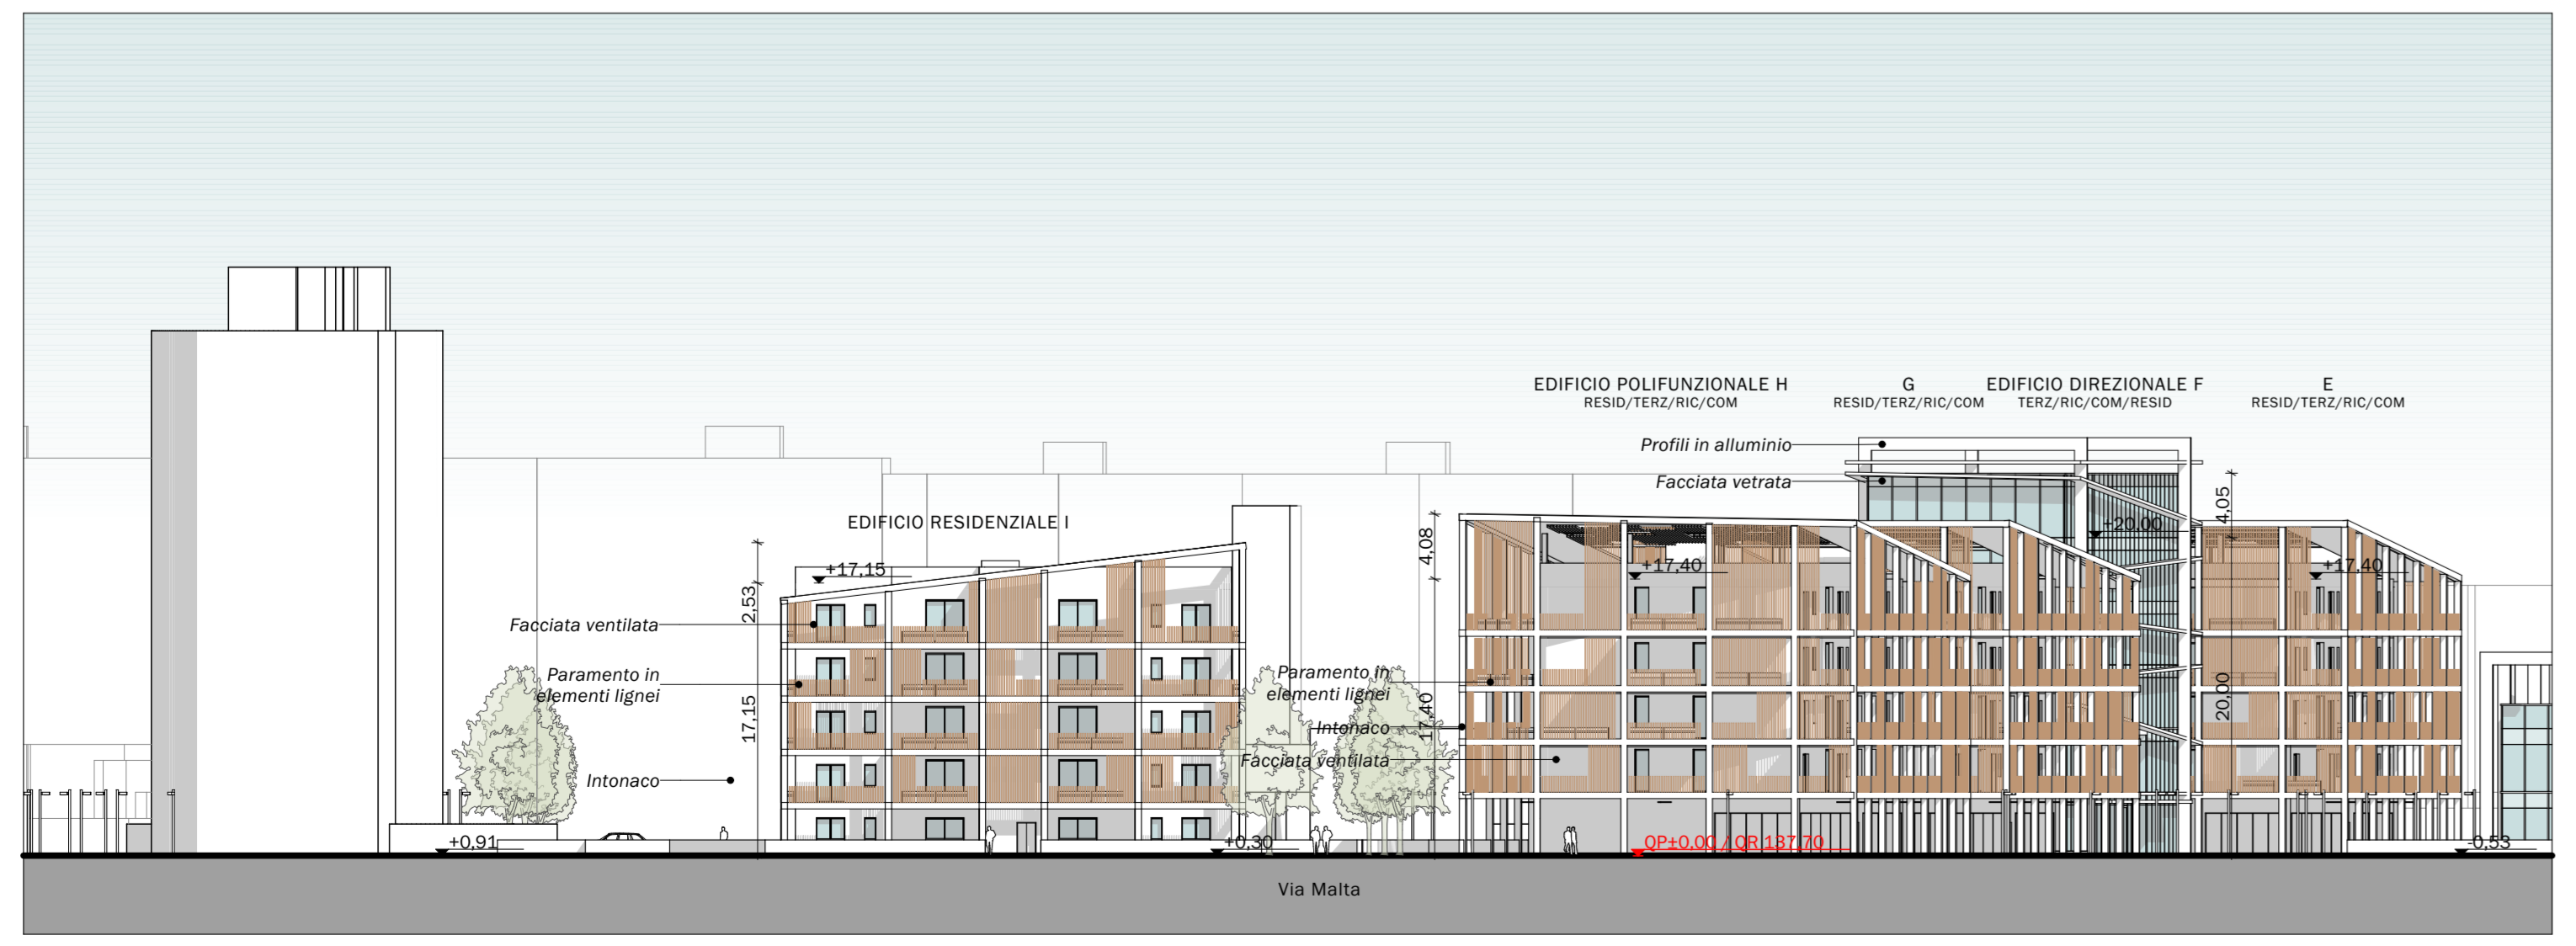 EDIFICIO POLIFUNZIONALE H
RESID/TERZ/RIC/COM
G
RESID/TERZ/RIC/COM
EDIFICIO DIREZIONALE F
TERZ/RIC/COM/RESID
E
RESID/TERZ/RIC/COM
Profili in alluminio
Facciata vetrata
4,05
+20,00
EDIFICIO RESIDENZIALE I
4,08
+17,15
+17,40
+17,40
2,53
Facciata ventilata
Paramento in
elementi lignei
17,15
Intonaco
Paramento in
elementi lignei
17,40
Intonaco
Facciata ventilata
20,00
+0,91
+0,30
QP±0,00 / QR 137,70
-0,53
Via Malta